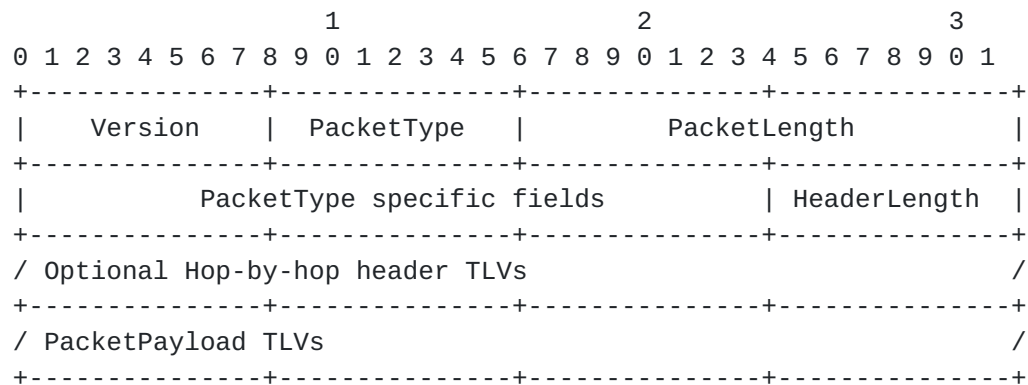 1                   2                   3
0 1 2 3 4 5 6 7 8 9 0 1 2 3 4 5 6 7 8 9 0 1 2 3 4 5 6 7 8 9 0 1
+---------------+---------------+---------------+---------------+
|    Version    |  PacketType   |         PacketLength          |
+---------------+---------------+---------------+---------------+
|           PacketType specific fields          | HeaderLength  |
+---------------+---------------+---------------+---------------+
/ Optional Hop-by-hop header TLVs                               /
+---------------+---------------+---------------+---------------+
/ PacketPayload TLVs                                            /
+---------------+---------------+---------------+---------------+